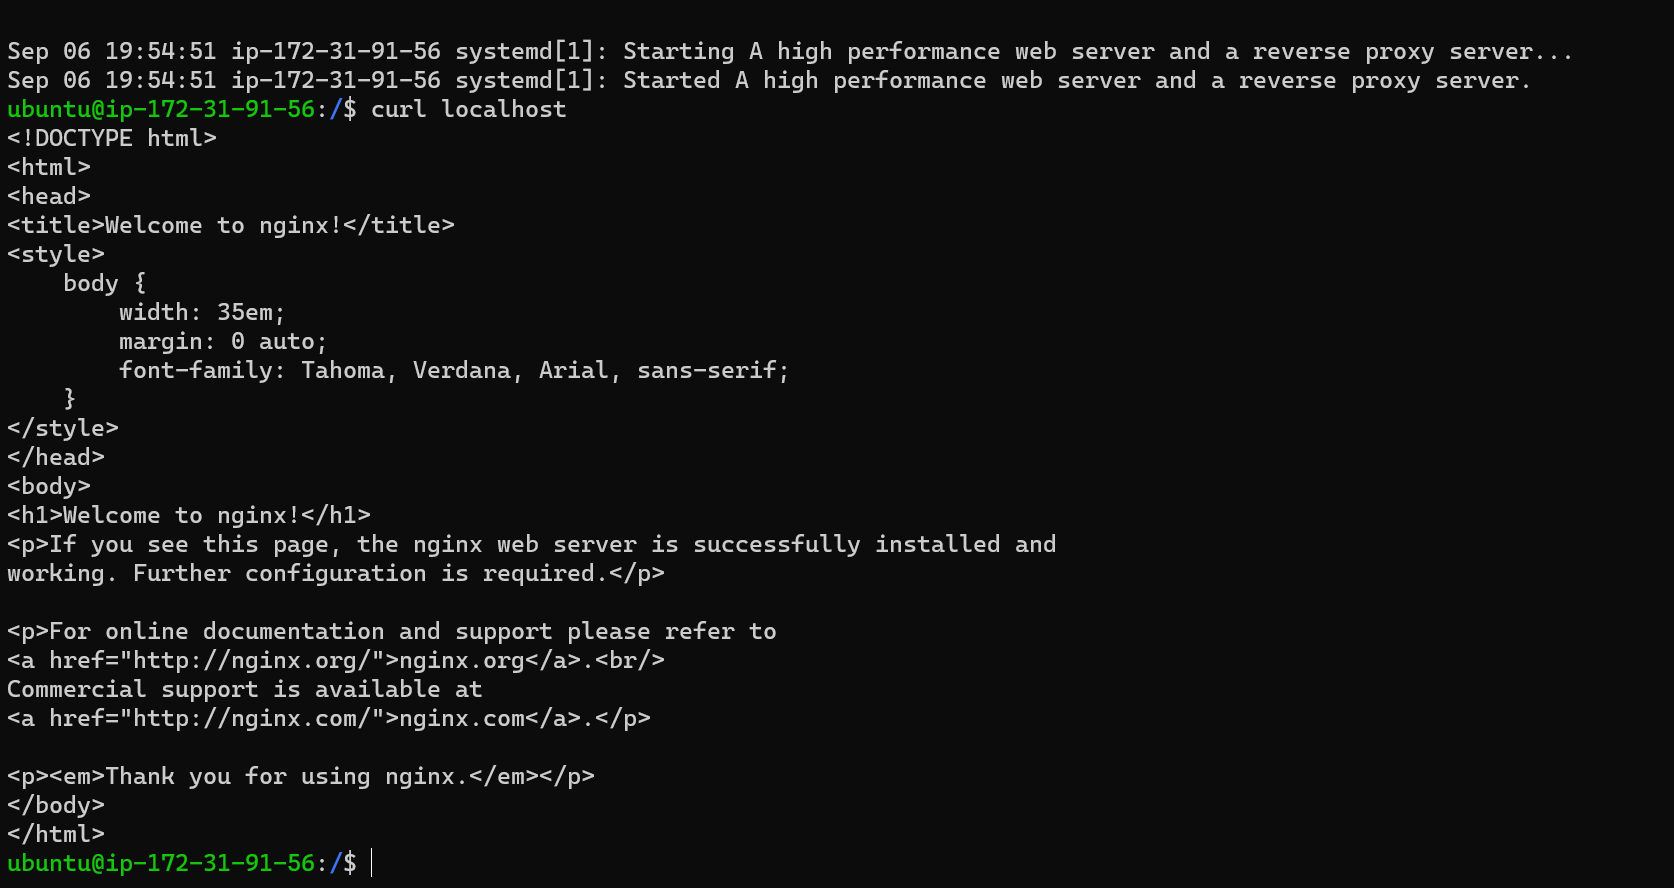 Sep 06 19:54:51 ip-172-31-91-56 systemd[1]: Starting A high performance web server and a reverse proxy server...
Sep 06 19:54:51 ip-172-31-91-56 systemd[1]: Started A high performance web server and a reverse proxy server.
ubuntu@ip-172-31-91-56:/$ curl localhost
<!DOCTYPE html>
<html>
<head>
<title>Welcome to nginx!</title>
<style>
    body {
        width: 35em;
        margin: 0 auto;
        font-family: Tahoma, Verdana, Arial, sans-serif;
    }
</style>
</head>
<body>
<h1>Welcome to nginx!</h1>
<p>If you see this page, the nginx web server is successfully installed and
working. Further configuration is required.</p>

<p>For online documentation and support please refer to
<a href="http://nginx.org/">nginx.org</a>.<br/>
Commercial support is available at
<a href="http://nginx.com/">nginx.com</a>.</p>

<p><em>Thank you for using nginx.</em></p>
</body>
</html>
ubuntu@ip-172-31-91-56:/$